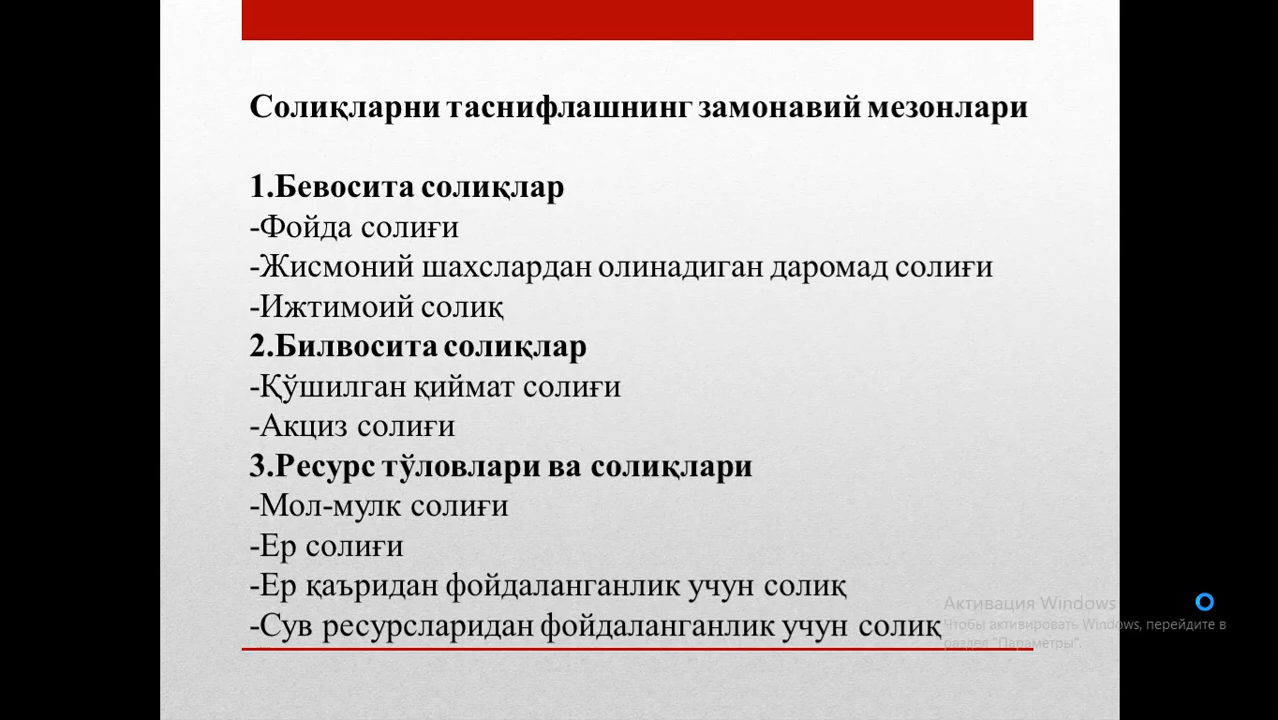 Солиқларни таснифлашнинг замонавий мезонлари
1.Бевосита солиқлар
-Фойда солиғи
-Жисмоний шахслардан олинадиган даромад солиғи
-Ижтимоий солиқ
2.Билвосита солиқлар
-Қўшилган қиймат солиғи
-Акциз солиғи
3.Ресурс тўловлари ва солиқлари
-Мол-мулк солиғи
-Ер солиғи
-Ер қаъридан фойдаланганлик учун солиқ
-Сув ресурсларидан фойдаланганлик учун солиқ
Активация Windows
Чтобы активировать Windows, перейдите в
раздел "Параметры".